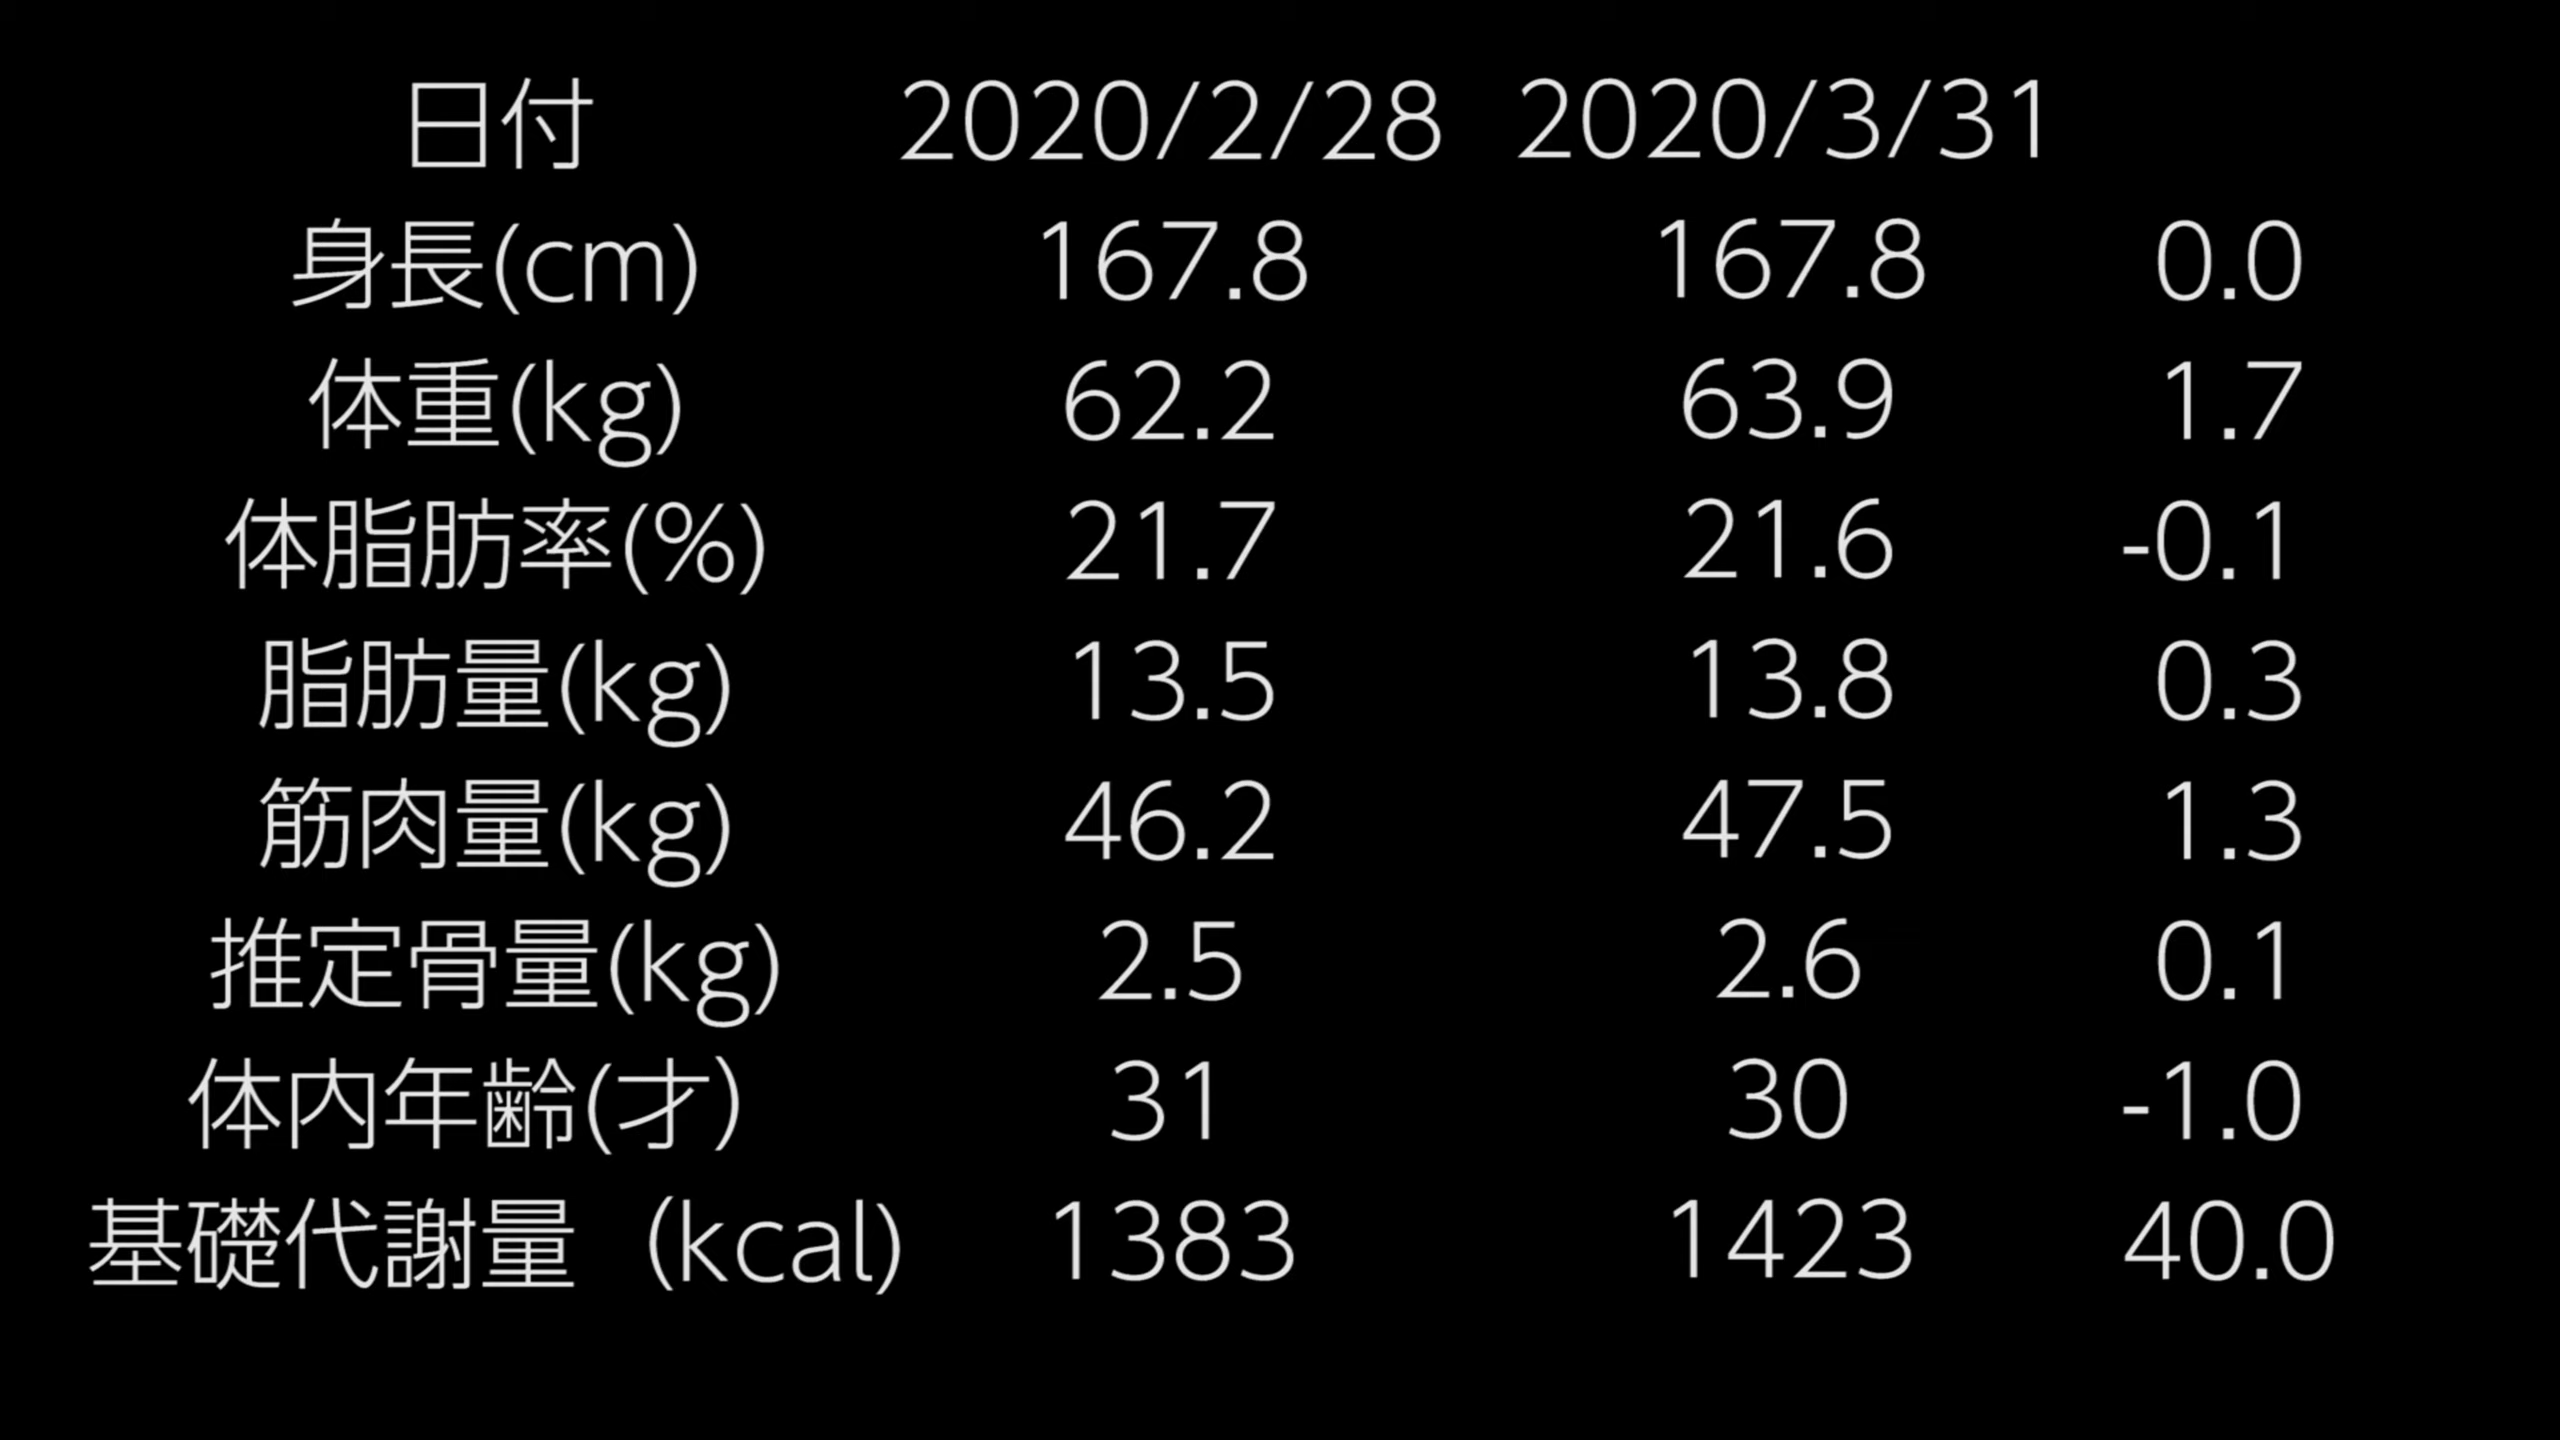 日付 2020/2/28 2020/3/31
身長(cm) 167.8 167.8 0.0
体重(kg) 62.2 63.9 1.7
体脂肪率(%) 21.7 21.6 -0.1
脂肪量(kg) 13.5 13.8 0.3
筋肉量(kg) 46.2 47.5 1.3
推定骨量(kg) 2.5 2.6 0.1
体内年齢(才) 31 30 -1.0
基礎代謝量 (kcal) 1383 1423 40.0